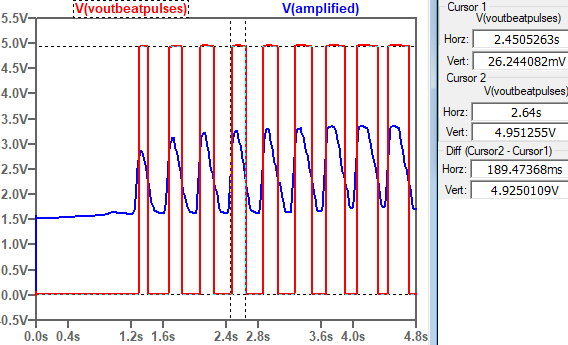 V(voutbeatpulses) V(amplified)
5.5V
5.0V
4.5V
4.0V
3.5V
3.0V
2.5V
2.0V
1.5V
1.0V
0.5V
0.0V
-0.5V
0.0s 0.4s 1.2s 1.6s 2.4s 2.8s 3.6s 4.0s 4.8s
Cursor 1
V(voutbeatpulses)
Horz: 2.4505263s
Vert: 26.244082mV
Cursor 2
V(voutbeatpulses)
Horz: 2.64s
Vert: 4.951255V
Diff (Cursor2 - Cursor1)
Horz: 189.47368ms
Vert: 4.9250109V